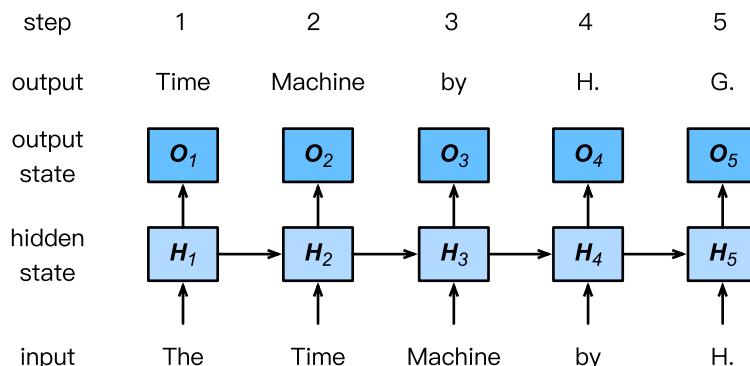 step 1 2 3 4 5
output Time Machine by H. G.
output state O1 O2 O3 O4 O5
hidden state H1 H2 H3 H4 H5
input The Time Machine by H.